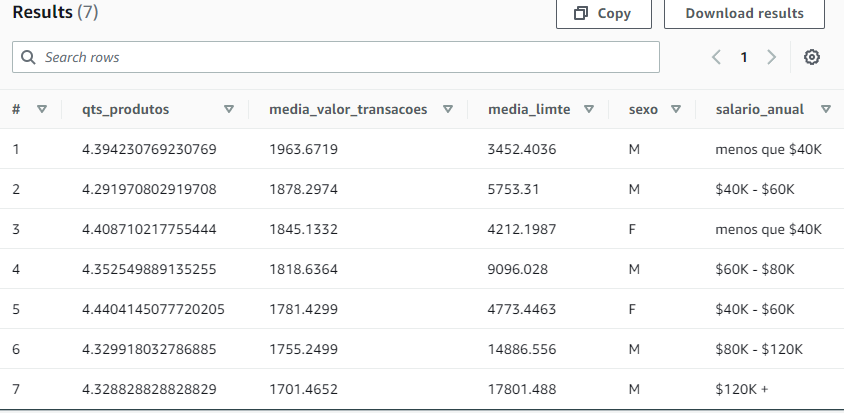 Results (7)
Copy
Download results
Search rows
1
# qts_produtos media_valor_transacoes media_limte sexo salario_anual
1 4.394230769230769 1963.6719 3452.4036 M menos que $40K
2 4.291970802919708 1878.2974 5753.31 M $40K - $60K
3 4.408710217755444 1845.1332 4212.1987 F menos que $40K
4 4.352549889135255 1818.6364 9096.028 M $60K - $80K
5 4.4404145077720205 1781.4299 4773.4463 F $40K - $60K
6 4.329918032786885 1755.2499 14886.556 M $80K - $120K
7 4.328828828828829 1701.4652 17801.488 M $120K +